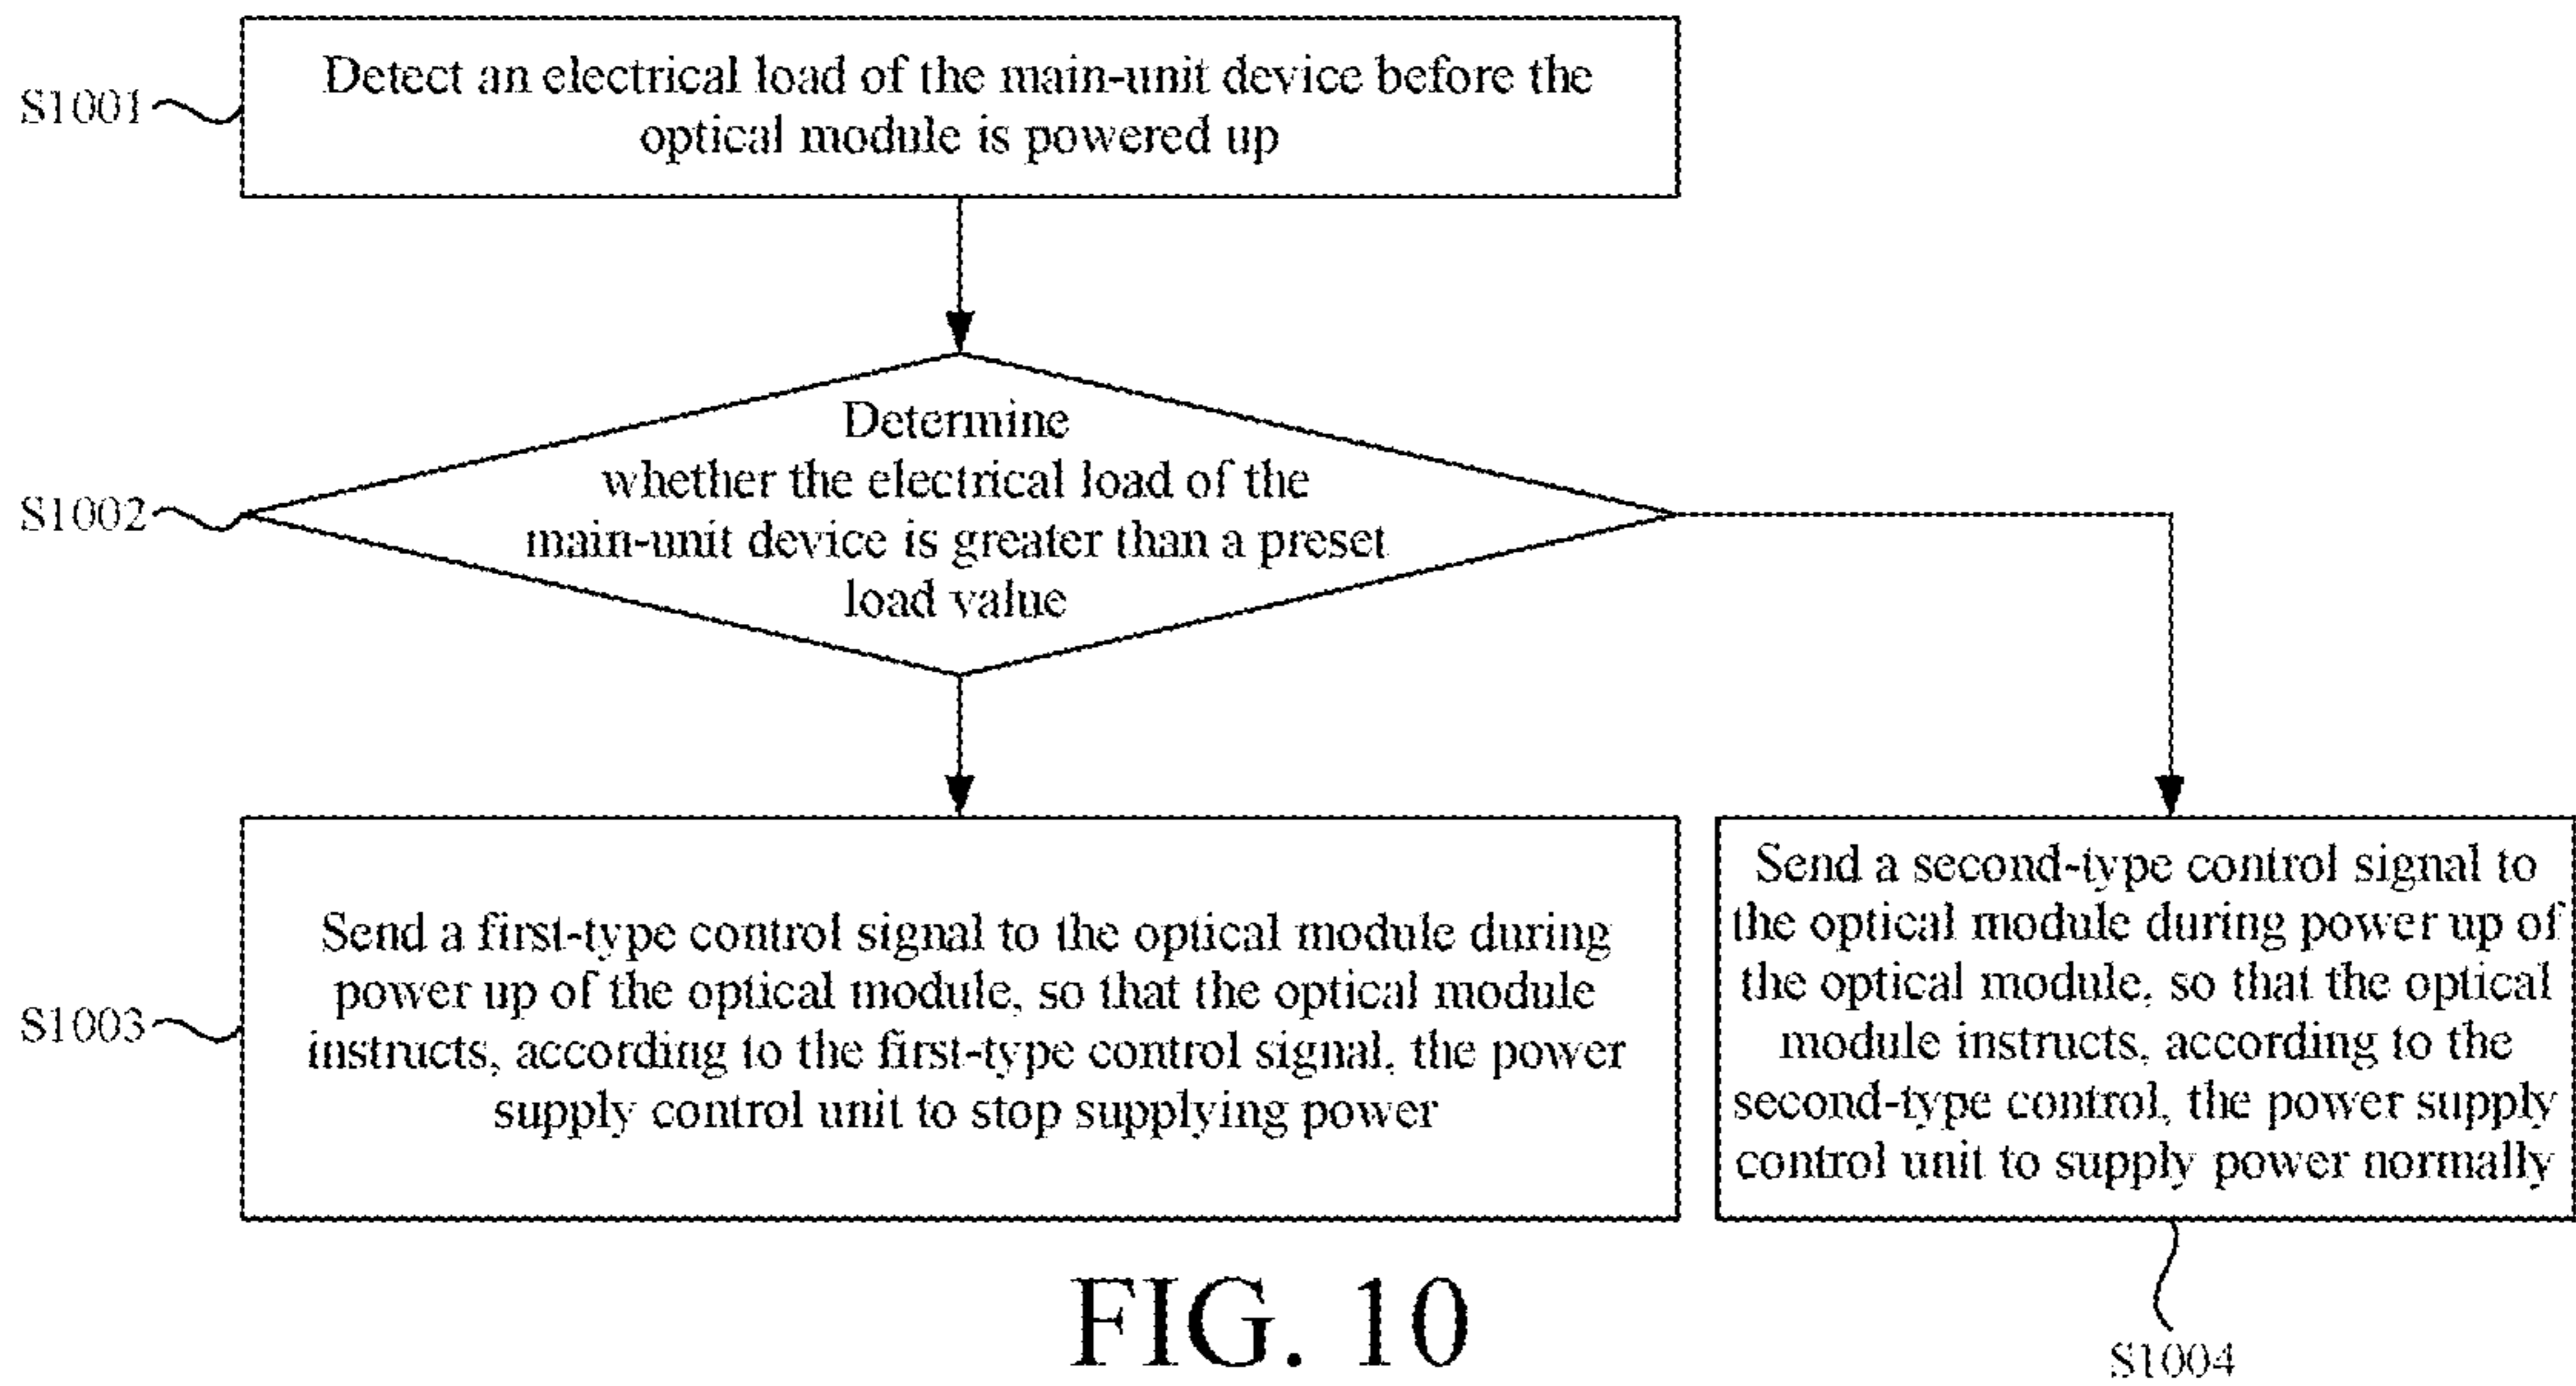 S1001
Detect an electrical load of the main-unit device before the
optical module is powered up
S1002
Determine
whether the electrical load of the
main-unit device is greater than a preset
load value
S1003
Send a first-type control signal to the optical module during
power up of the optical module, so that the optical module
instructs, according to the first-type control signal, the power
supply control unit to stop supplying power
Send a second-type control signal to
the optical module during power up of
the optical module, so that the optical
module instructs, according to the
second-type control, the power supply
control unit to supply power normally
S1004
FIG. 10